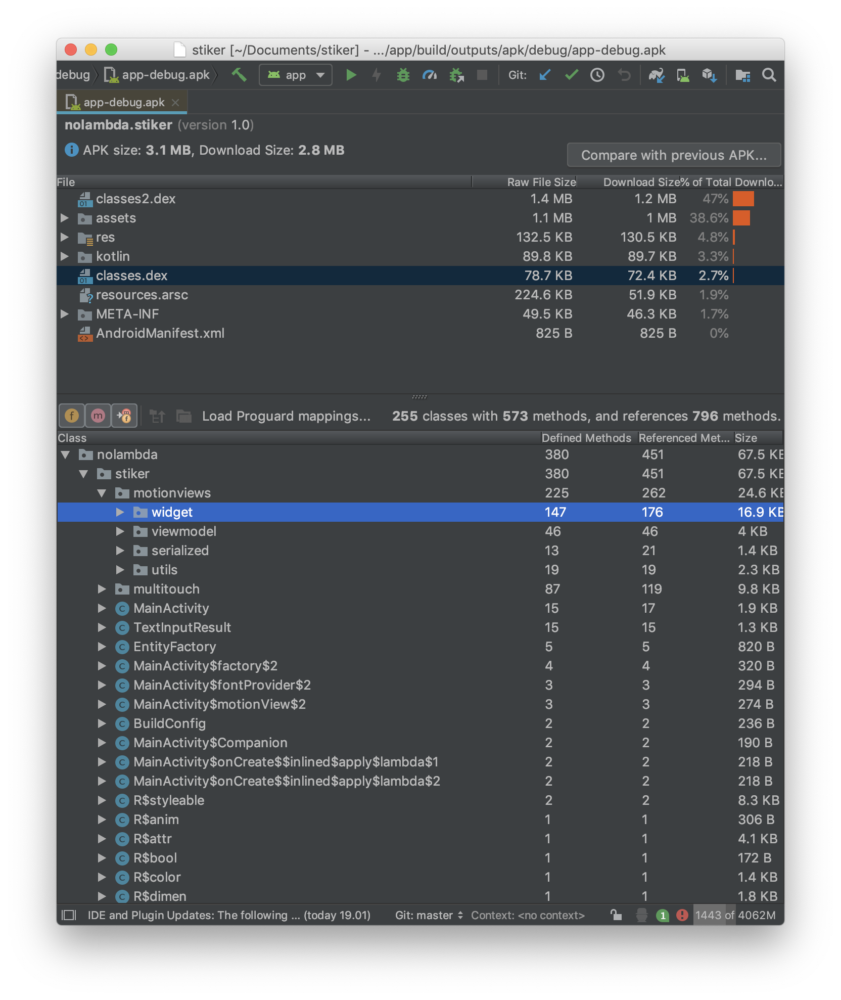 stiker [~/Documents/stiker] - .../app/build/outputs/apk/debug/app-debug.apk
debug app-debug.apk app Git:
app-debug.apk
nolambda.stiker (version 1.0)
APK size: 3.1 MB, Download Size: 2.8 MB
Compare with previous APK...
File Raw File Size Download Size % of Total Downlo...
classes2.dex 1.4 MB 1.2 MB 47%
assets 1.1 MB 1 MB 38.6%
res 132.5 KB 130.5 KB 4.8%
kotlin 89.8 KB 89.7 KB 3.3%
classes.dex 78.7 KB 72.4 KB 2.7%
resources.arsc 224.6 KB 51.9 KB 1.9%
META-INF 49.5 KB 46.3 KB 1.7%
AndroidManifest.xml 825 B 825 B 0%
f m Load Proguard mappings... 255 classes with 573 methods, and references 796 methods.
Class Defined Methods Referenced Met... Size
nolambda 380 451 67.5 KB
stiker 380 451 67.5 KB
motionviews 225 262 24.6 KB
widget 147 176 16.9 KB
viewmodel 46 46 4 KB
serialized 13 21 1.4 KB
utils 19 19 2.3 KB
multitouch 87 119 9.8 KB
MainActivity 15 17 1.9 KB
TextInputResult 15 15 1.3 KB
EntityFactory 5 5 820 B
MainActivity$factory$2 4 4 320 B
MainActivity$fontProvider$2 3 3 294 B
MainActivity$motionView$2 3 3 274 B
BuildConfig 2 2 236 B
MainActivity$Companion 2 2 190 B
MainActivity$onCreate$$inlined$apply$lambda$1 2 2 218 B
MainActivity$onCreate$$inlined$apply$lambda$2 2 2 218 B
R$styleable 2 2 8.3 KB
R$anim 1 1 306 B
R$attr 1 1 4.1 KB
R$bool 1 1 172 B
R$color 1 1 1.4 KB
R$dimen 1 1 1.8 KB
IDE and Plugin Updates: The following ... (today 19.01) Git: master Context: <no context> 1 1443 of 4062M